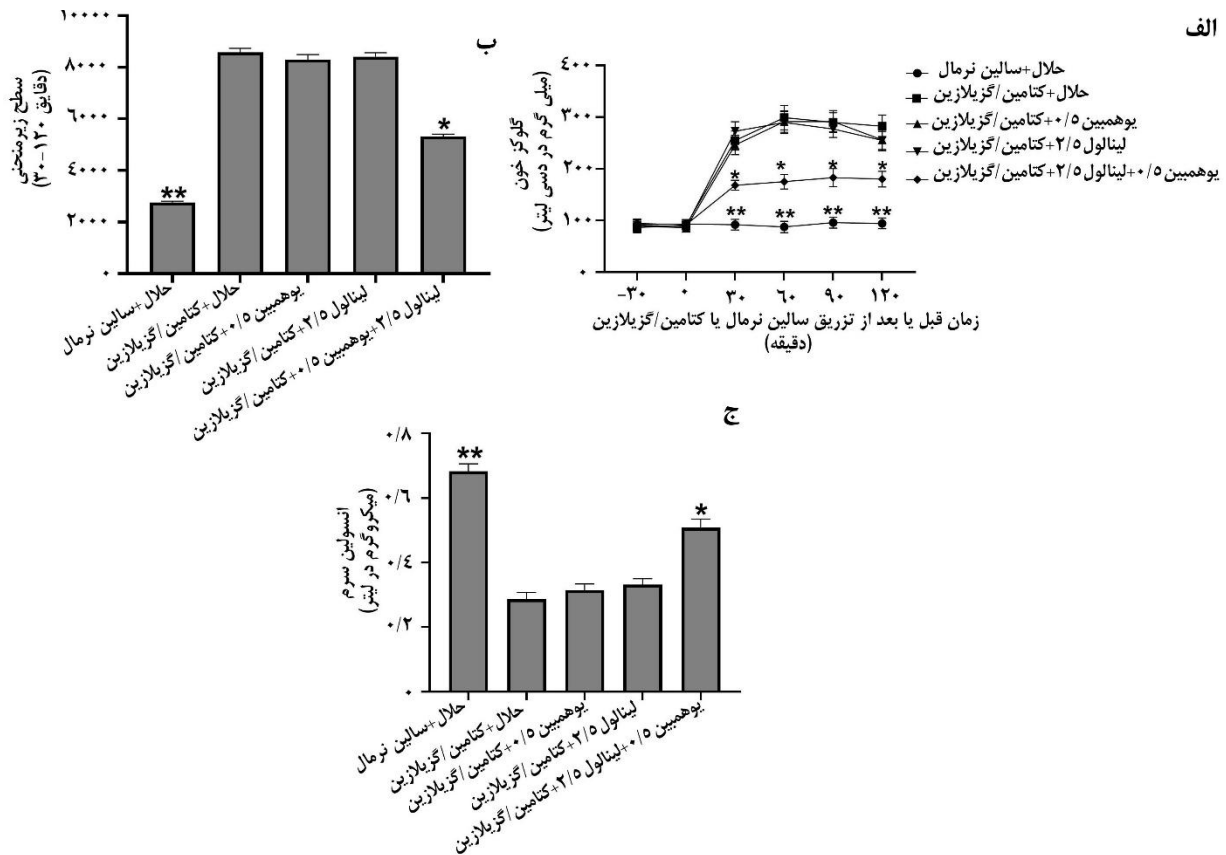 الف
۴۰۰
۳۰۰
۲۰۰
۱۰۰
۰
گلوکز خون
(میلی گرم در دسی لیتر)
-۳۰
۰
۳۰
۶۰
۹۰
۱۲۰
زمان قبل یا بعد از تزریق سالین نرمال یا کتامین/گزیلازین
(دقیقه)
حلال+سالین نرمال
حلال+کتامین/گزیلازین
یوهمبین ۰/۵+کتامین/گزیلازین
لینالول ۲/۵+کتامین/گزیلازین
یوهمبین ۰/۵+لینالول ۲/۵+کتامین/گزیلازین
*
*
*
*
**
**
**
**
ب
۱۰۰۰۰
۸۰۰۰
۶۰۰۰
۴۰۰۰
۲۰۰۰
۰
سطح زیرمنحنی
(دقایق ۱۲۰-۳۰)
**
*
حلال+سالین نرمال
حلال+کتامین/گزیلازین
یوهمبین ۰/۵+کتامین/گزیلازین
لینالول ۲/۵+کتامین/گزیلازین
لینالول ۲/۵+یوهمبین ۰/۵+کتامین/گزیلازین
ج
۰/۸
۰/۶
۰/۴
۰/۲
۰
انسولین سرم
(میکروگرم در لیتر)
**
*
حلال+سالین نرمال
حلال+کتامین/گزیلازین
یوهمبین ۰/۵+کتامین/گزیلازین
لینالول ۲/۵+کتامین/گزیلازین
یوهمبین ۰/۵+لینالول ۲/۵+کتامین/گزیلازین